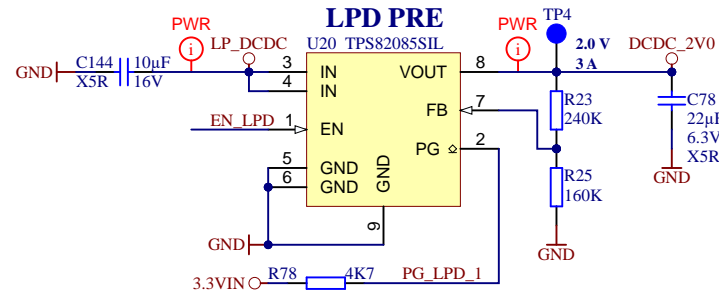 LPD PRE
PWR
LP_DCDC
U20 TPS82085SIL
PWR
TP4
2.0 V
3 A
DCDC_2V0
C144
10µF
GND
X5R
16V
3
IN
4
IN
VOUT
8
EN_LPD
1
EN
FB
7
PG
2
5
GND
6
GND
GND
9
GND
R23
240K
R25
160K
GND
C78
22µF
6.3V
X5R
GND
3.3VIN
R78
4K7
PG_LPD_1